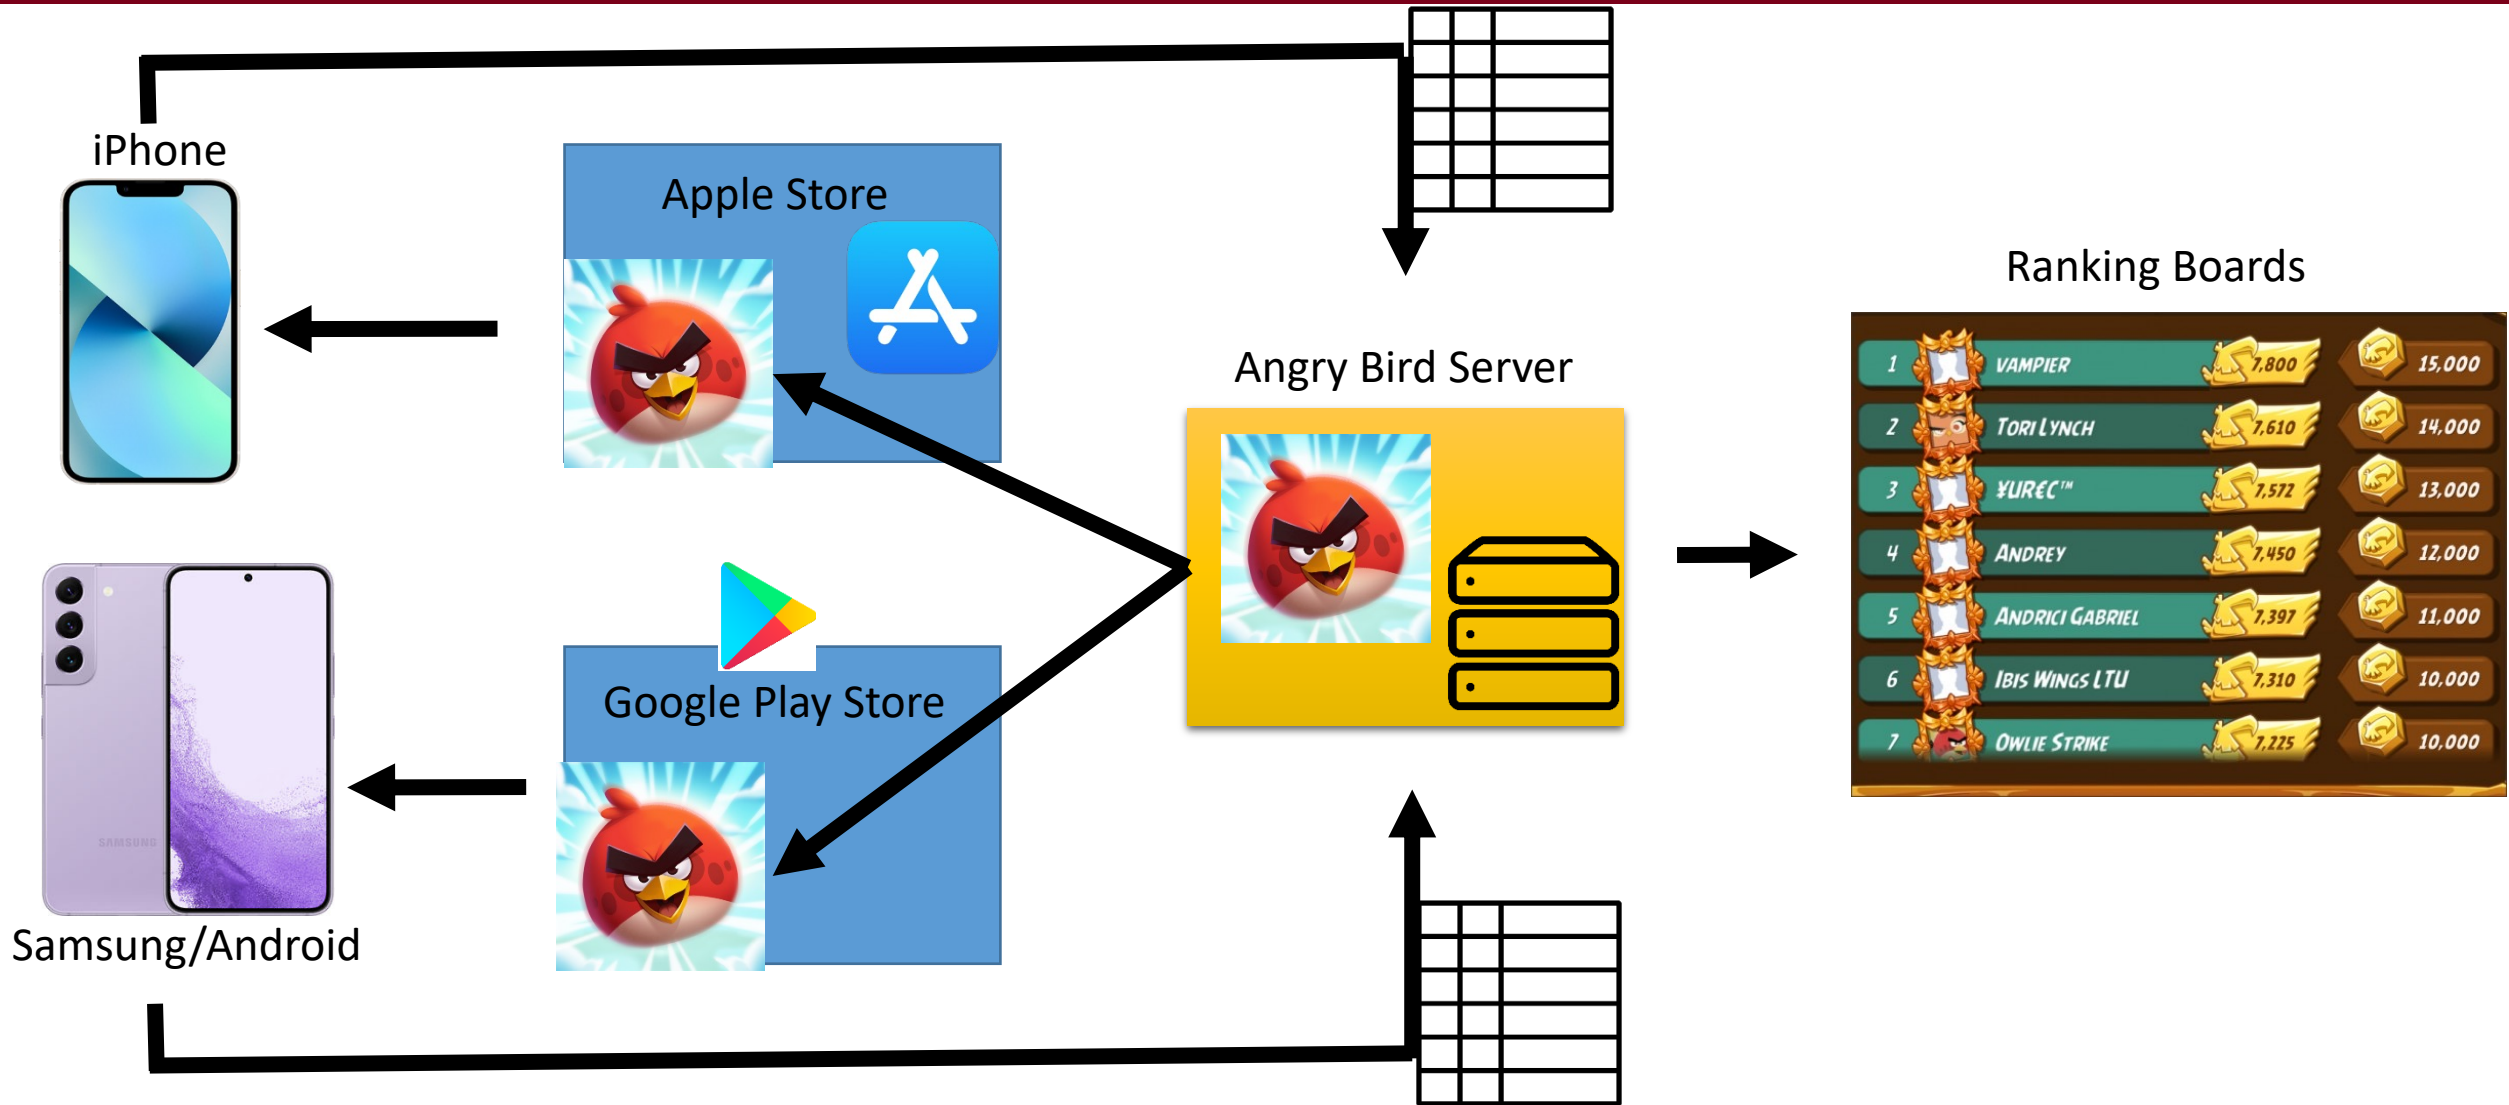 iPhone
Apple Store
Ranking Boards
Angry Bird Server
Google Play Store
SAMSUNG
Samsung/Android
1 VAMPIER 7,800 15,000
2 TORI LYNCH 7,610 14,000
3 ¥UR€C™ 7,572 13,000
4 ANDREY 7,450 12,000
5 ANDRICI GABRIEL 7,397 11,000
6 IBIS WINGS LTU 7,310 10,000
7 OWLIE STRIKE 7,225 10,000